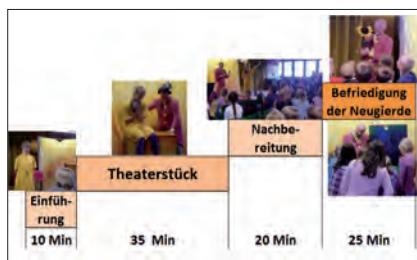 Befriedigung
der Neugierde
Nachbe-
reitung
Theaterstück
Einfüh-
rung
10 Min
35 Min
20 Min
25 Min